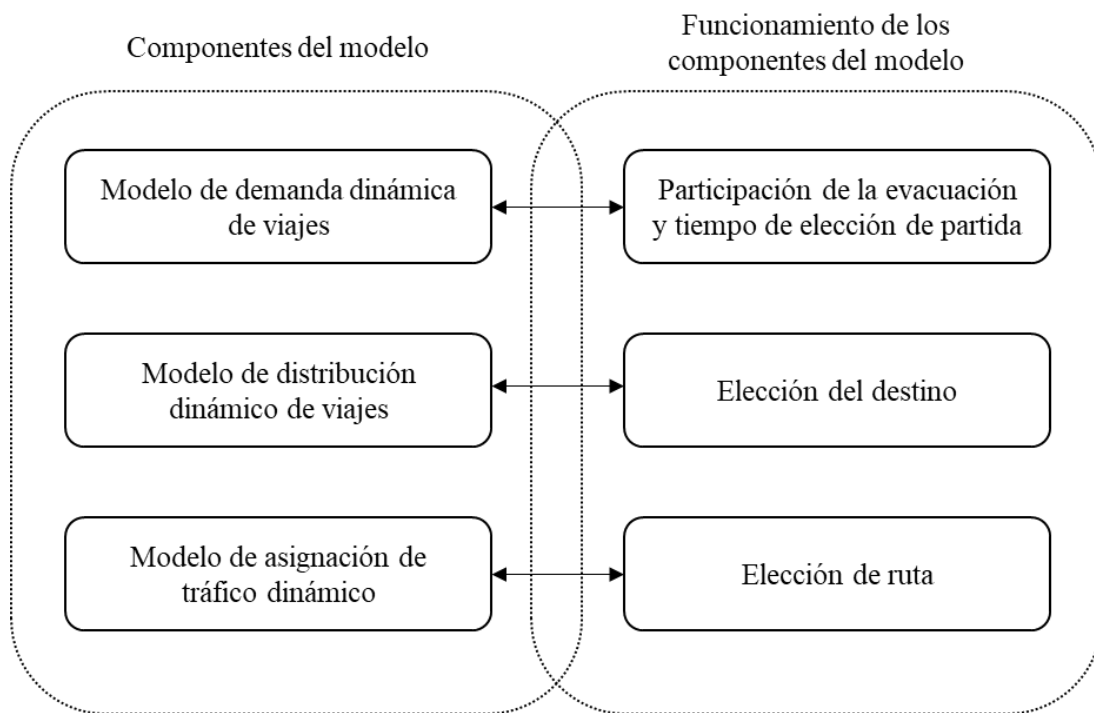 Componentes del modelo
Funcionamiento de los
componentes del modelo
Modelo de demanda dinámica
de viajes
Participación de la evacuación
y tiempo de elección de partida
Modelo de distribución
dinámico de viajes
Elección del destino
Modelo de asignación de
tráfico dinámico
Elección de ruta